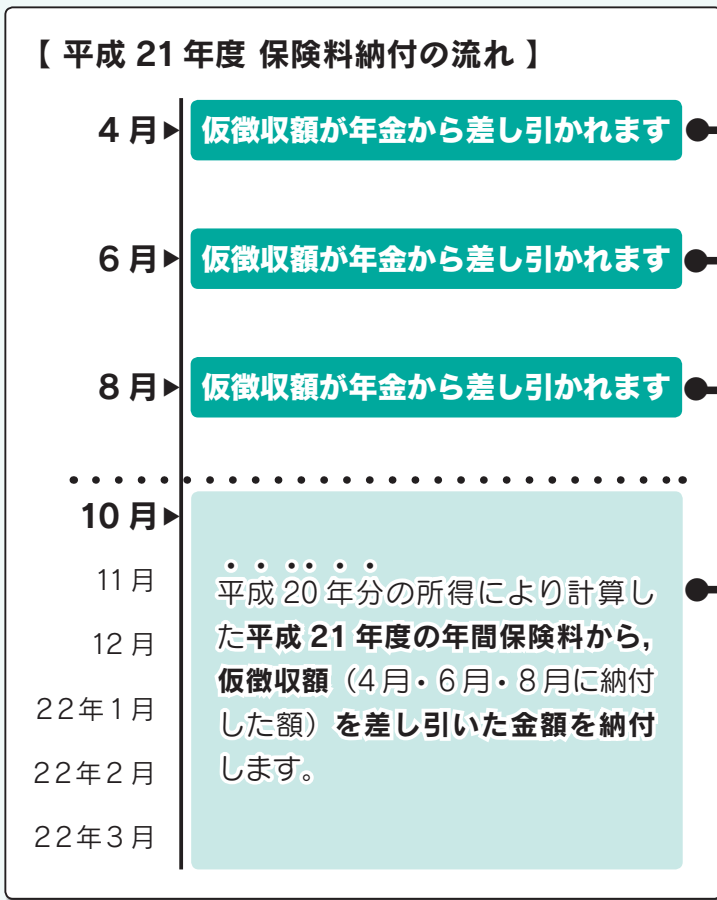 【 平成 21 年度 保険料納付の流れ 】
4 月▶
仮徴収額が年金から差し引かれます
6 月▶
仮徴収額が年金から差し引かれます
8 月▶
仮徴収額が年金から差し引かれます
10 月▶
11 月
12 月
22年1月
22年2月
22年3月
平成 20 年分の所得により計算し
た平成 21 年度の年間保険料から,
仮徴収額（4月・6月・8月に納付
した額）を差し引いた金額を納付
します。